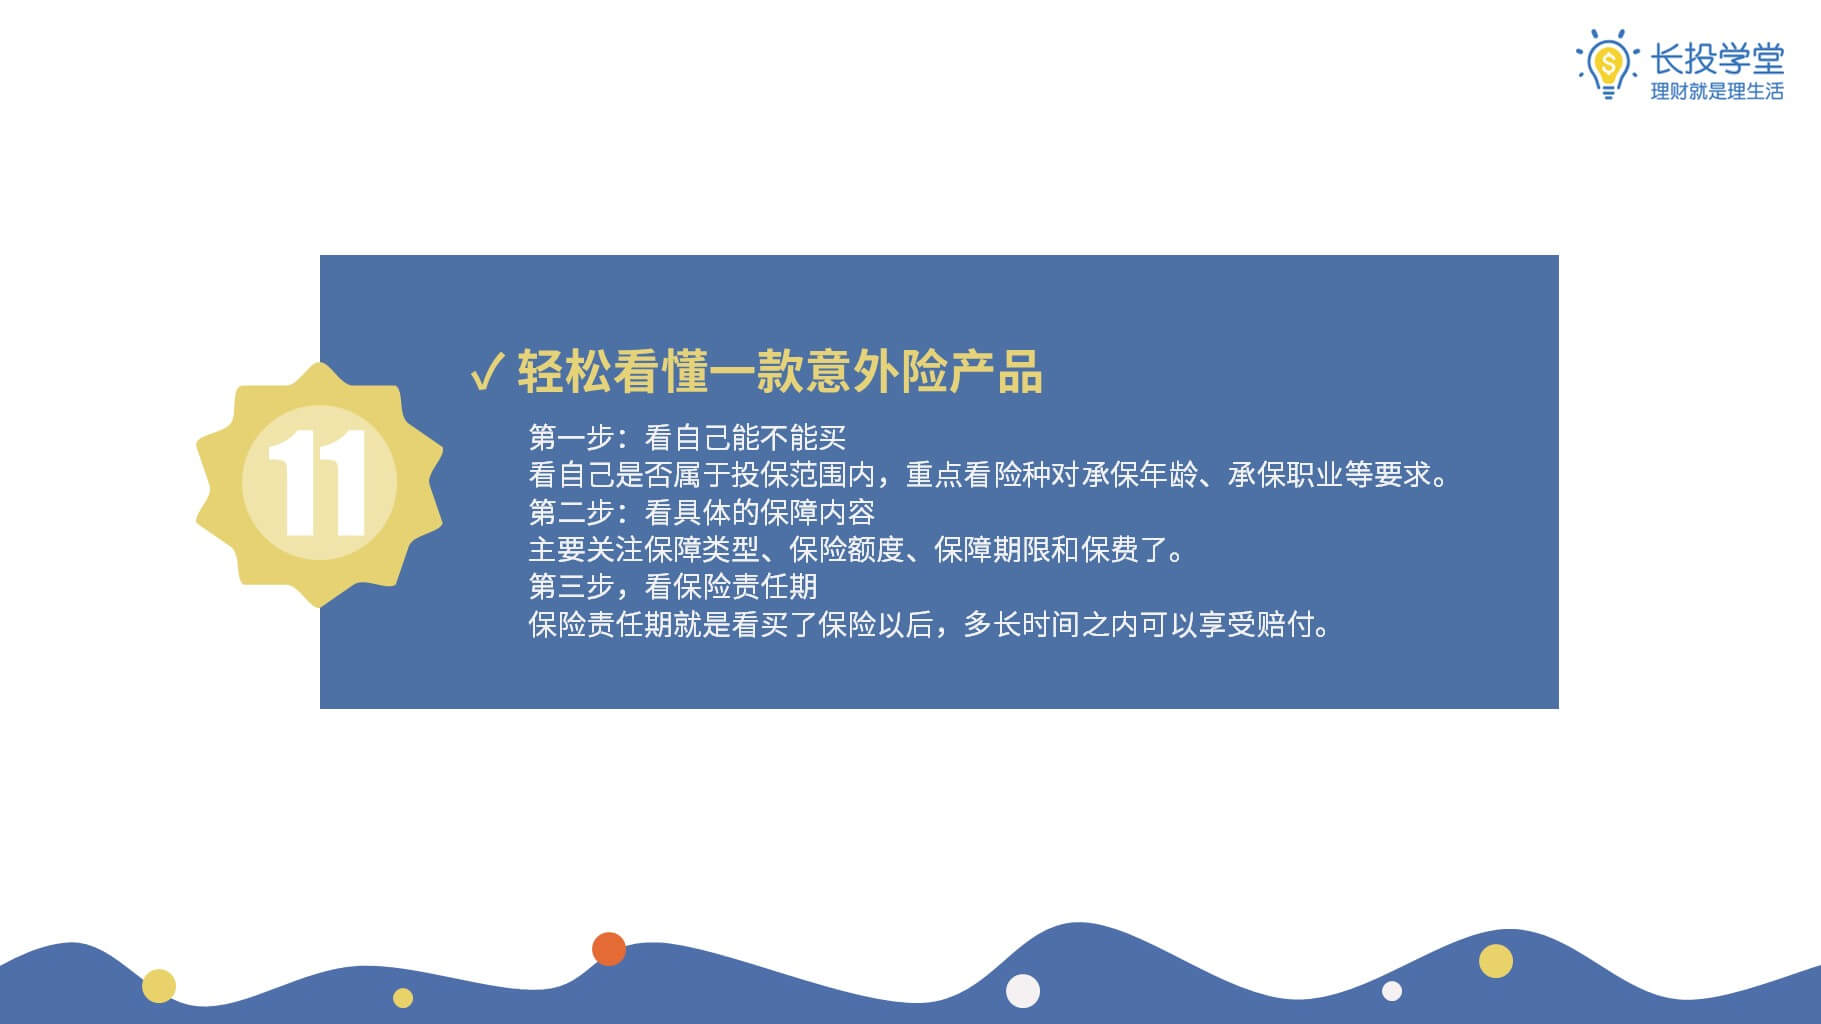 长投学堂
理财就是理生活
✓ 轻松看懂一款意外险产品
11
第一步：看自己能不能买
看自己是否属于投保范围内，重点看险种对承保年龄、承保职业等要求。
第二步：看具体的保障内容
主要关注保障类型、保险额度、保障期限和保费了。
第三步，看保险责任期
保险责任期就是看买了保险以后，多长时间之内可以享受赔付。